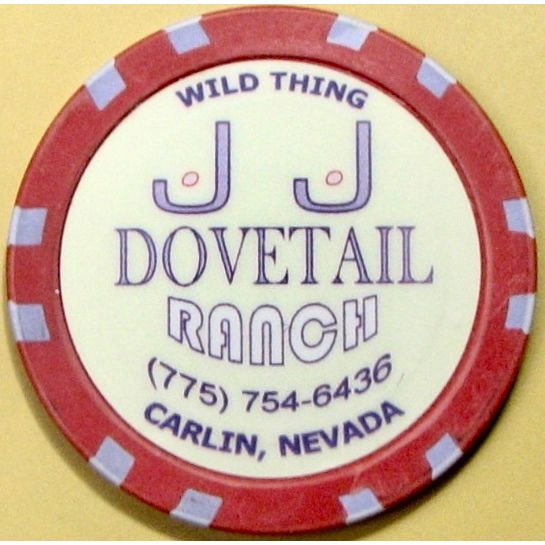 WILD THING
J J
DOVETAIL
RANCH
(775) 754-6436
CARLIN, NEVADA